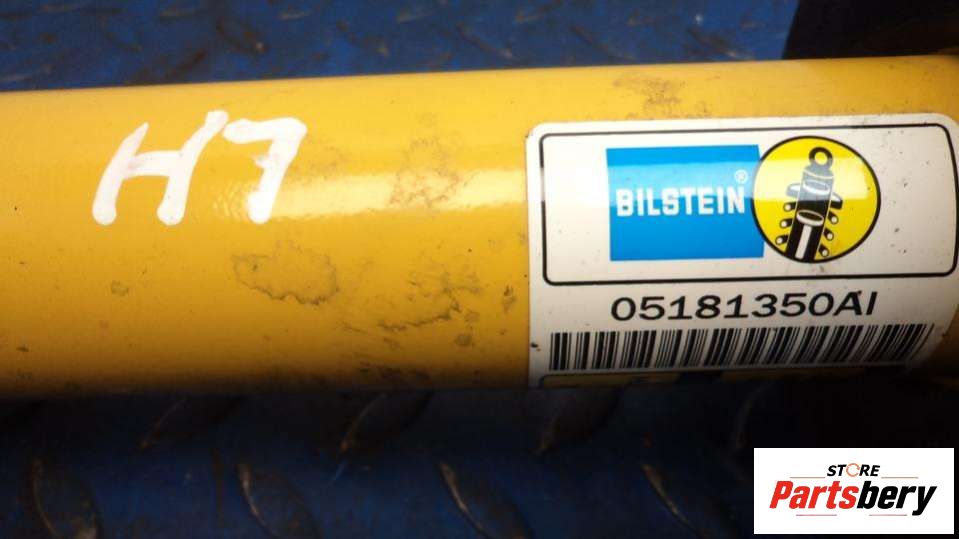 H7
BILSTEIN®
05181350AI
STORE
Partsbery